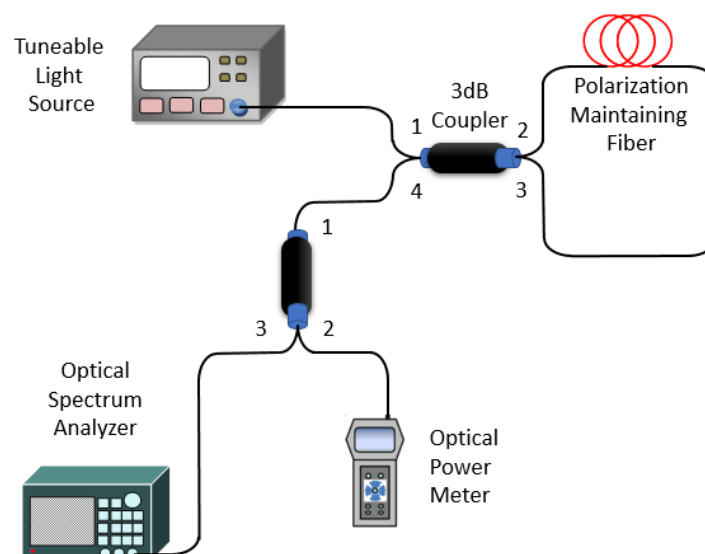 Tuneable
Light
Source
3dB
Coupler
1
2
4
3
Polarization
Maintaining
Fiber
1
3
2
Optical
Spectrum
Analyzer
Optical
Power
Meter